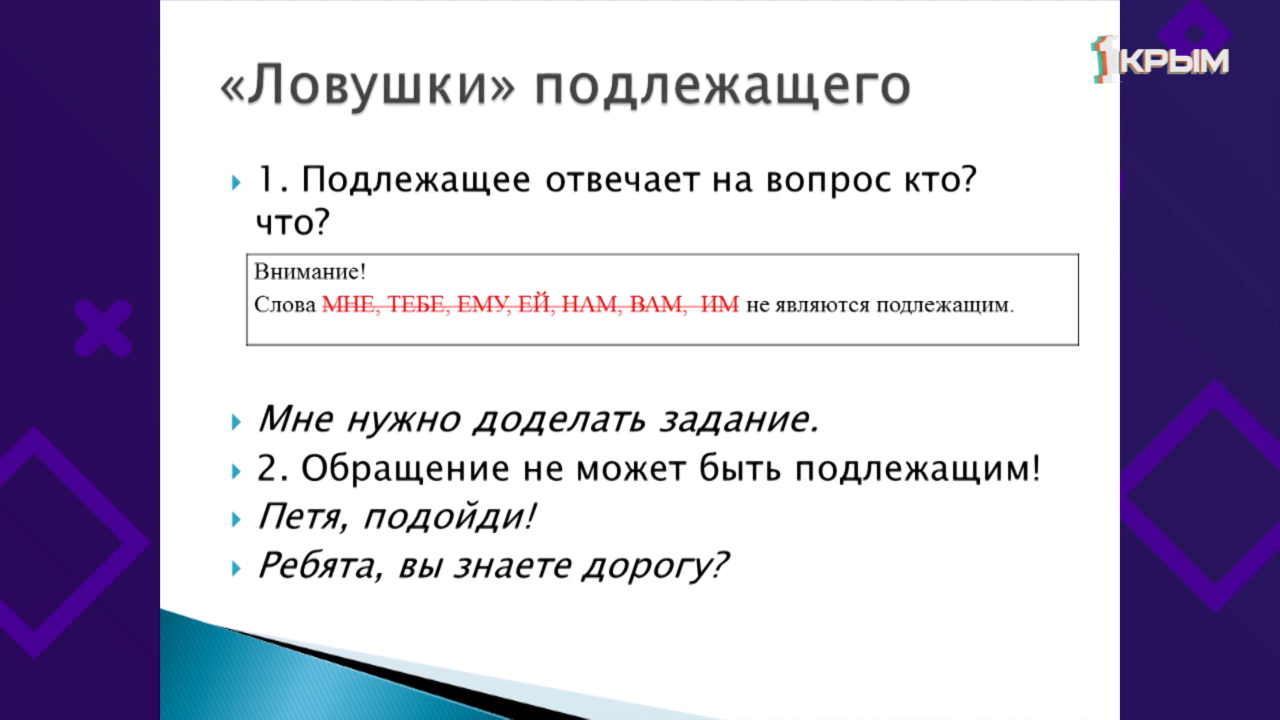 «Ловушки» подлежащего
1КРЫМ
1. Подлежащее отвечает на вопрос кто?
что?
Внимание!
Слова МНЕ, ТЕБЕ, ЕМУ, ЕЙ, НАМ, ВАМ, ИМ не являются подлежащим.
Мне нужно доделать задание.
2. Обращение не может быть подлежащим!
Петя, подойди!
Ребята, вы знаете дорогу?